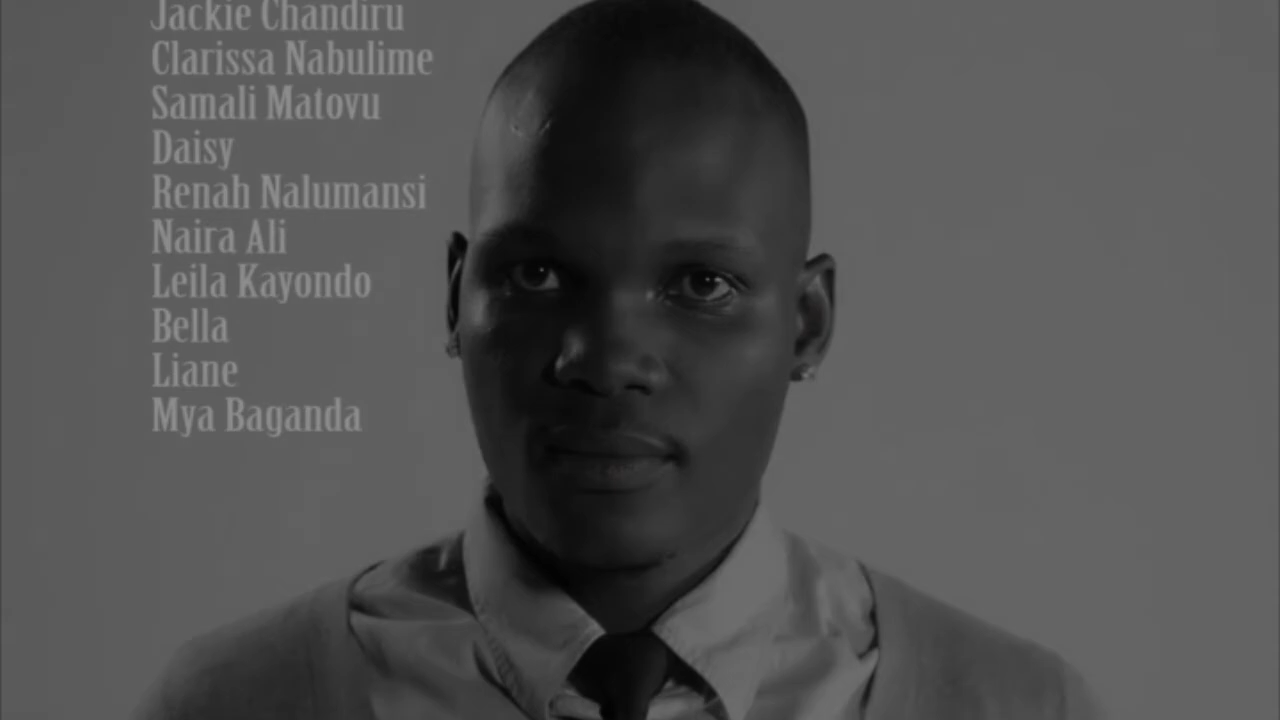 Jackie Chandiru
Clarissa Nabulime
Samali Matovu
Daisy
Renah Nalumansi
Naira Ali
Leila Kayondo
Bella
Liane
Mya Baganda